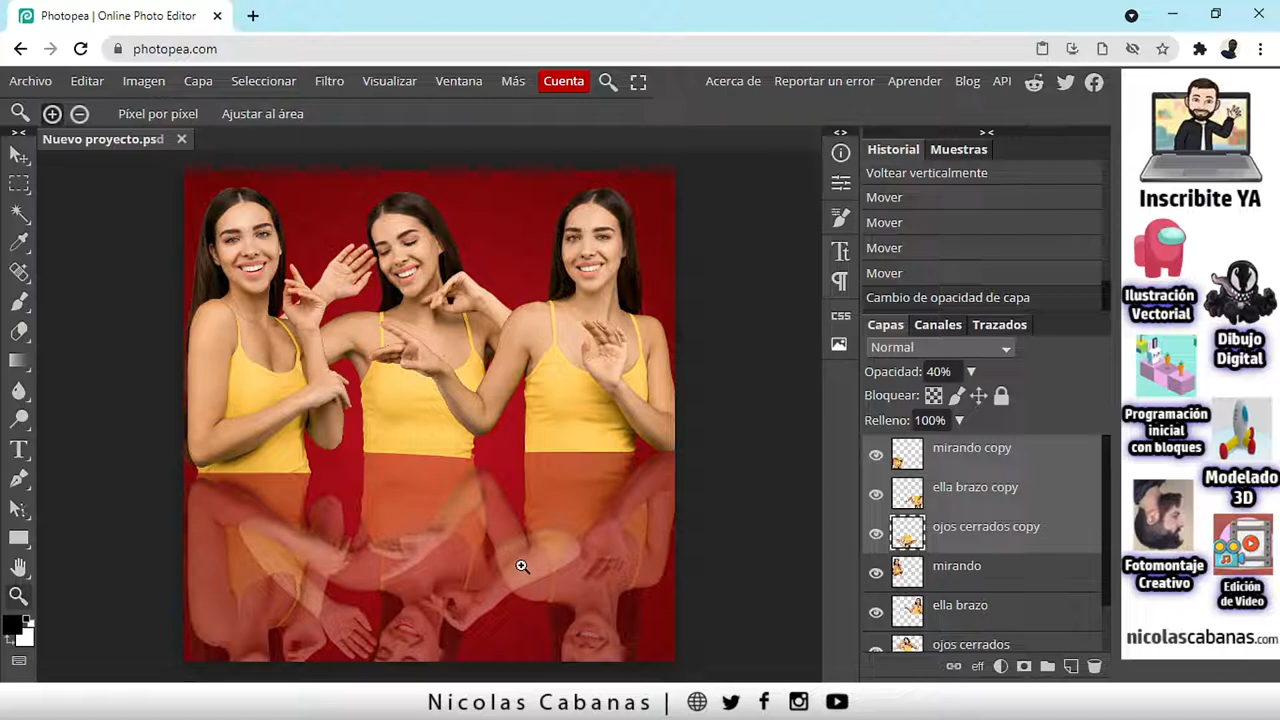 Photopea | Online Photo Editor
photopea.com
Archivo Editar Imagen Capa Seleccionar Filtro Visualizar Ventana Más Cuenta Acerca de Reportar un error Aprender Blog API
Píxel por píxel Ajustar al área
Nuevo proyecto.psd
Historial Muestras
Voltear verticalmente
Mover
Mover
Mover
Mover
Cambio de opacidad de capa
CSS
Capas Canales Trazados
Normal
Opacidad: 40%
Bloquear:
Relleno: 100%
mirando copy
ella brazo copy
ojos cerrados copy
mirando
ella brazo
ojos cerrados
eff
Inscribite YA
Ilustración
Vectorial
Dibujo
Digital
Programación
inicial
con bloques
Modelado
3D
Fotomontaje
Creativo
Edición
de Video
nicolascabanas.com
Nicolas Cabanas |